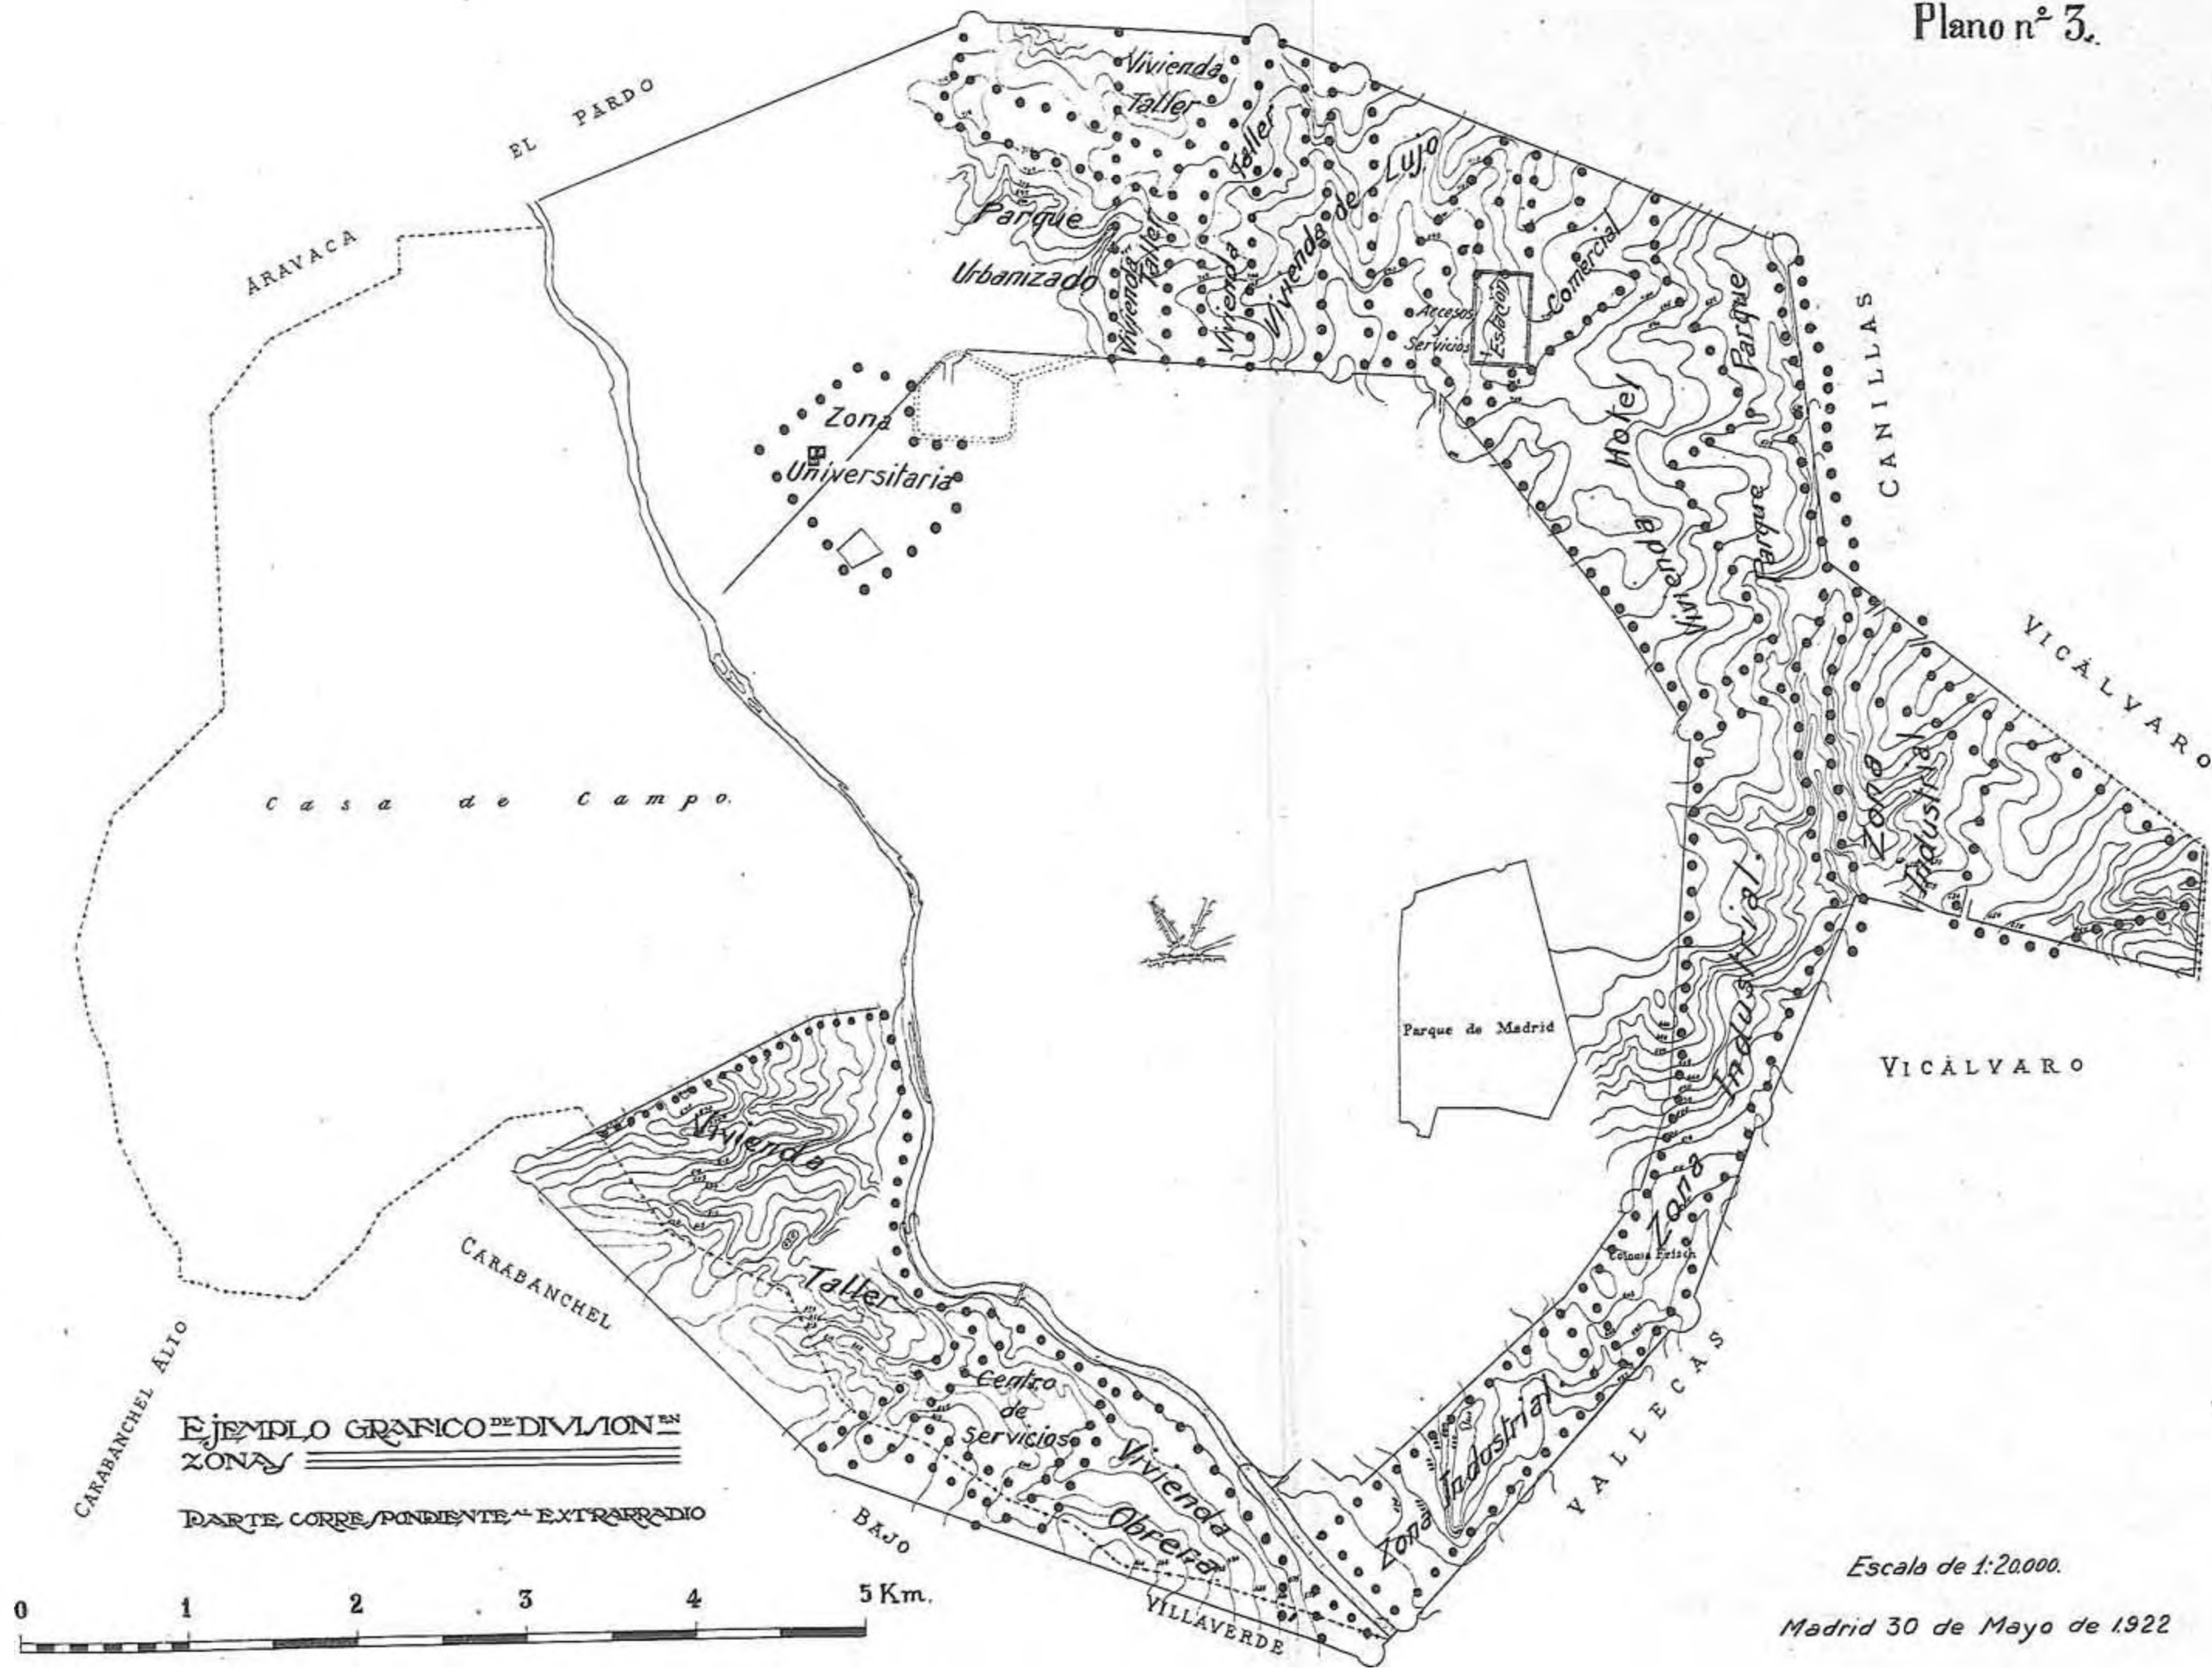 Plano nº 3.
EL PARDO
ARAVACA
Vivienda
Taller
Taller
Vivienda de Lujo
Parque
Urbanizado
Vivienda
Taller
Vivienda
Accesos
y
Servicios
Estación
Comercial
Parque
CANILLAS
Zona
Universitaria
Hotel
Vivienda
Parque
VICÁLVARO
Casa de Campo.
Zona
Industrial
Parque de Madrid
Zona Industrial.
VICÁLVARO
Vivienda
Colonia Erisch
CARABANCHEL
Taller
CARABANCHEL ALTO
VALLECAS
Centro
de
Servicios
EJEMPLO GRAFICO DE DIVISION EN
ZONAS
Vivienda
Obrera
Zona Industrial
PARTE CORRESPONDIENTE AL EXTRARRADIO
BAJO
Escala de 1:20.000.
0 1 2 3 4 5 Km.
VILLAVERDE
Madrid 30 de Mayo de 1922